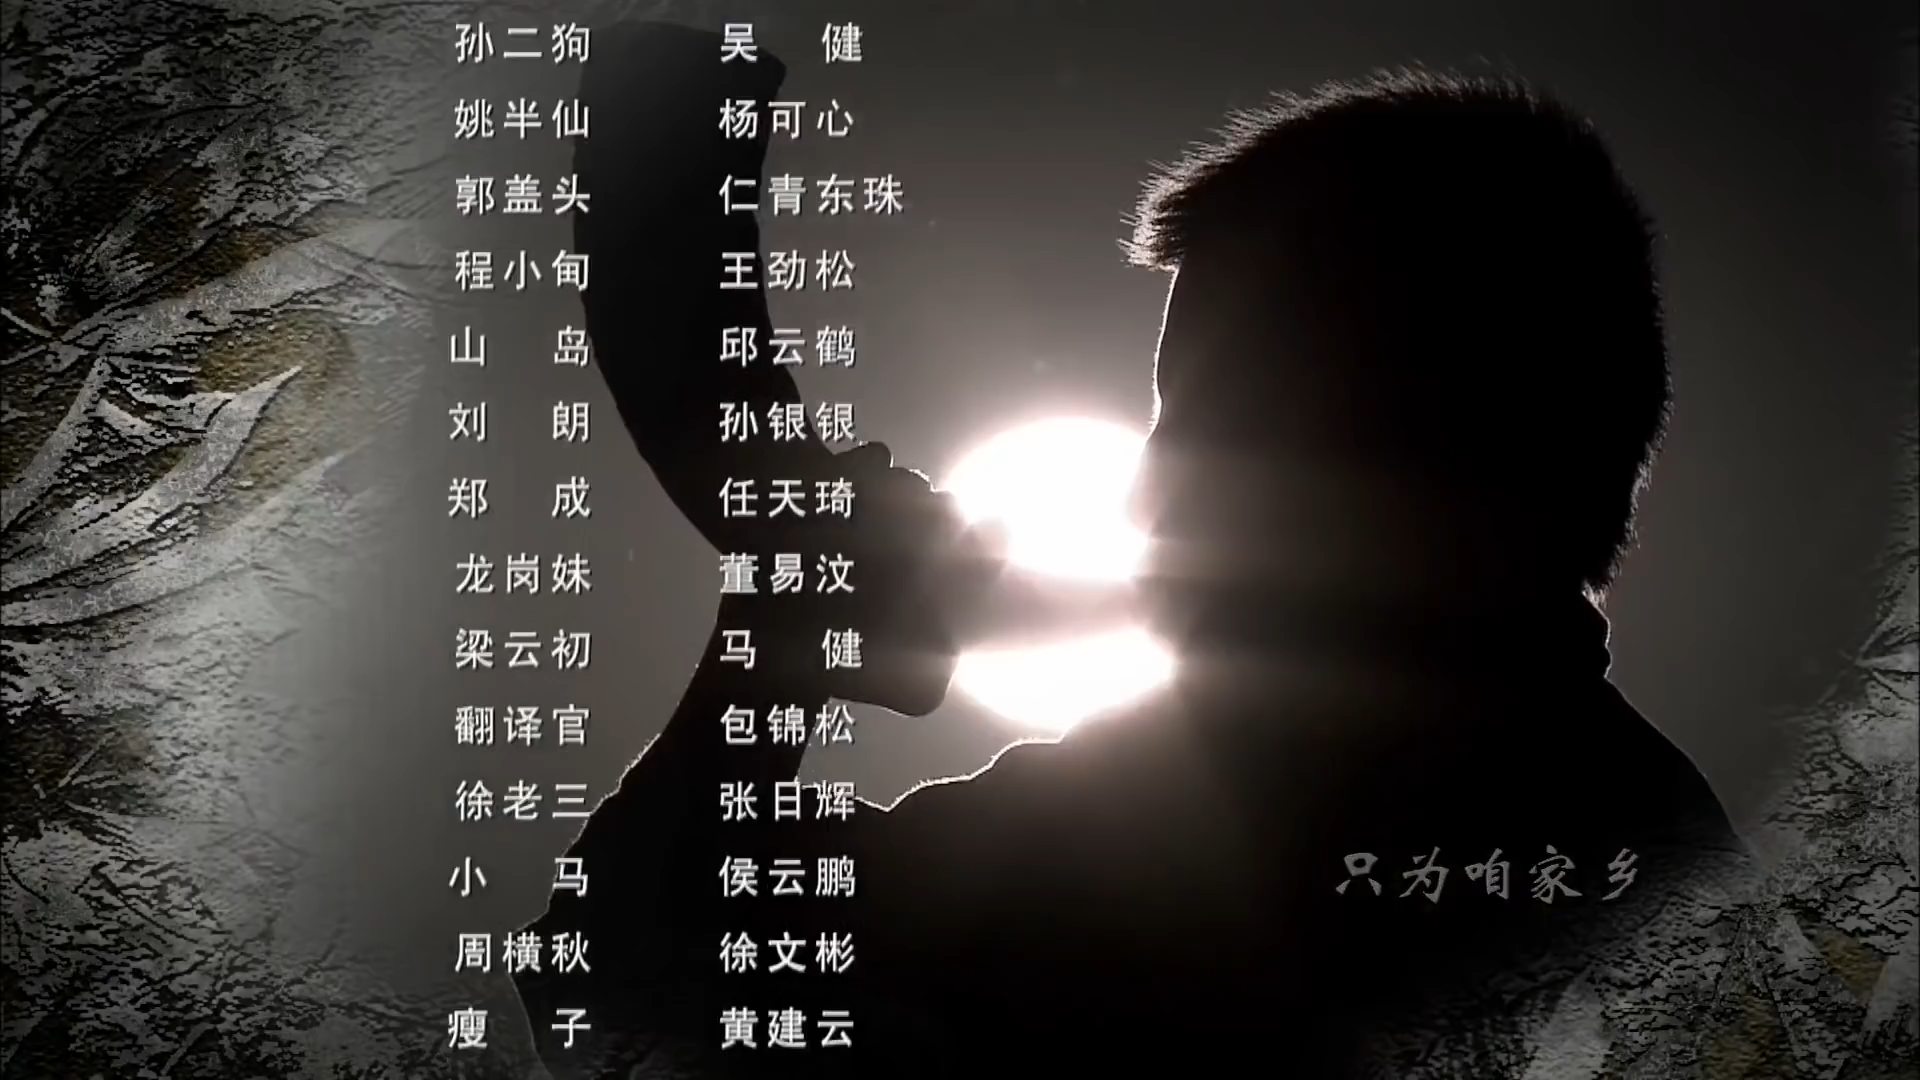 孙二狗 吴健
姚半仙 杨可心
郭盖头 仁青东珠
程小甸 王劲松
山岛 邱云鹤
刘朗 孙银银
郑成 任天琦
龙岗妹 董易汶
梁云初 马健
翻译官 包锦松
徐老三 张日辉
小马 侯云鹏
只为咱家乡
周横秋 徐文彬
瘦子 黄建云